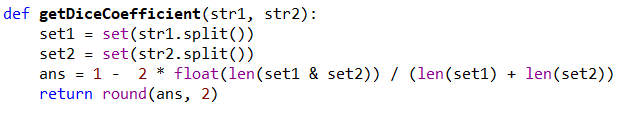 def getDiceCoefficient(str1, str2):
    set1 = set(str1.split())
    set2 = set(str2.split())
    ans = 1 -  2 * float(len(set1 & set2)) / (len(set1) + len(set2))
    return round(ans, 2)